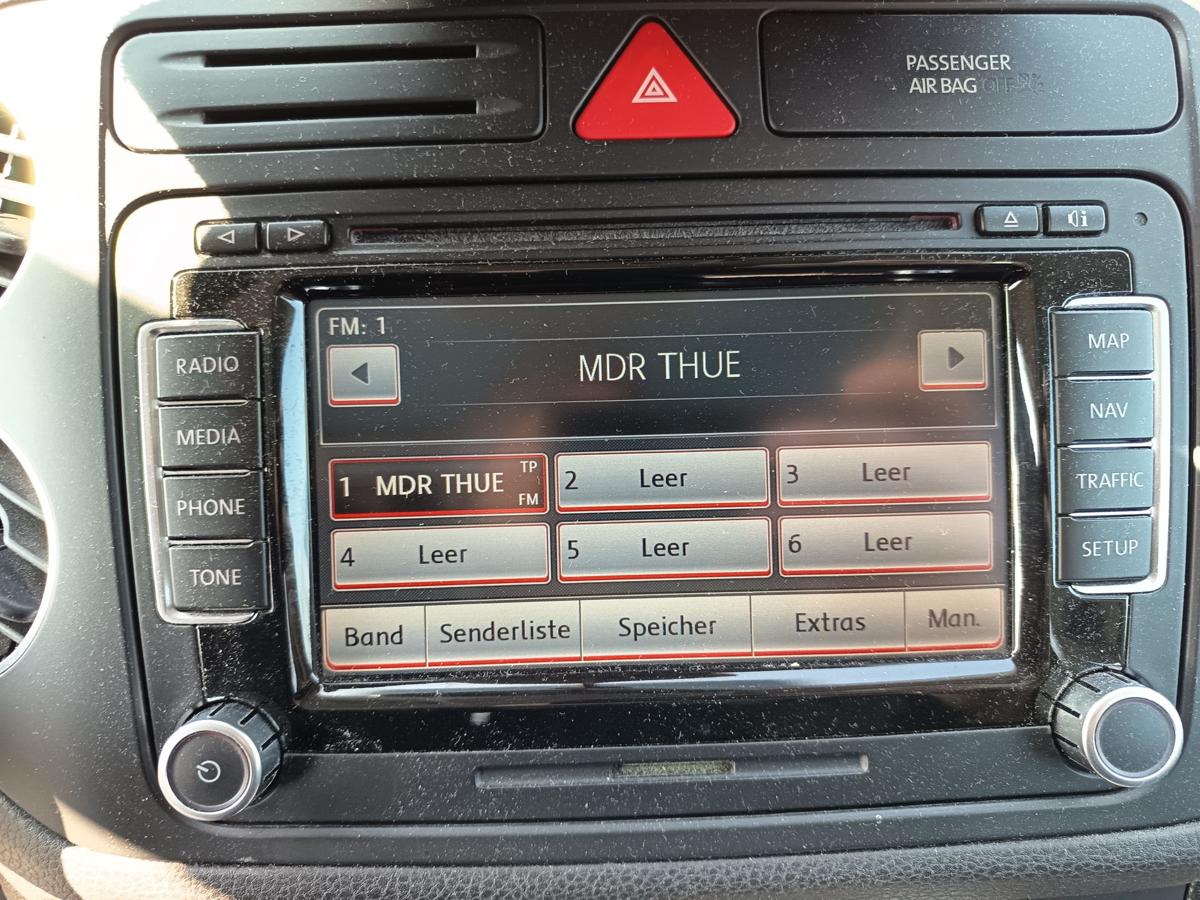 PASSENGER
AIR BAG OFF
RADIO
MEDIA
PHONE
TONE
FM: 1
MDR THUE
1 MDR THUE TP FM
2 Leer
3 Leer
4 Leer
5 Leer
6 Leer
Band
Senderliste
Speicher
Extras
Man.
MAP
NAV
TRAFFIC
SETUP